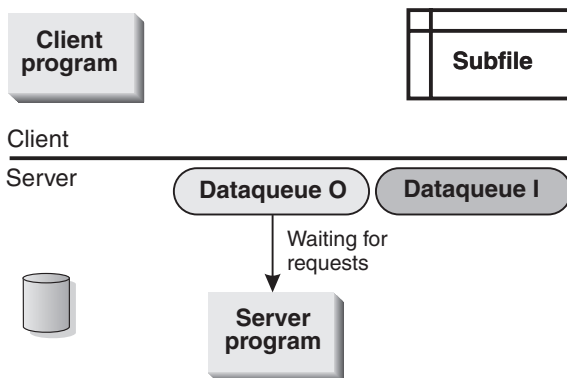 Client
program
Subfile
Client
Server
Dataqueue O
Dataqueue I
Waiting for
requests
Server
program